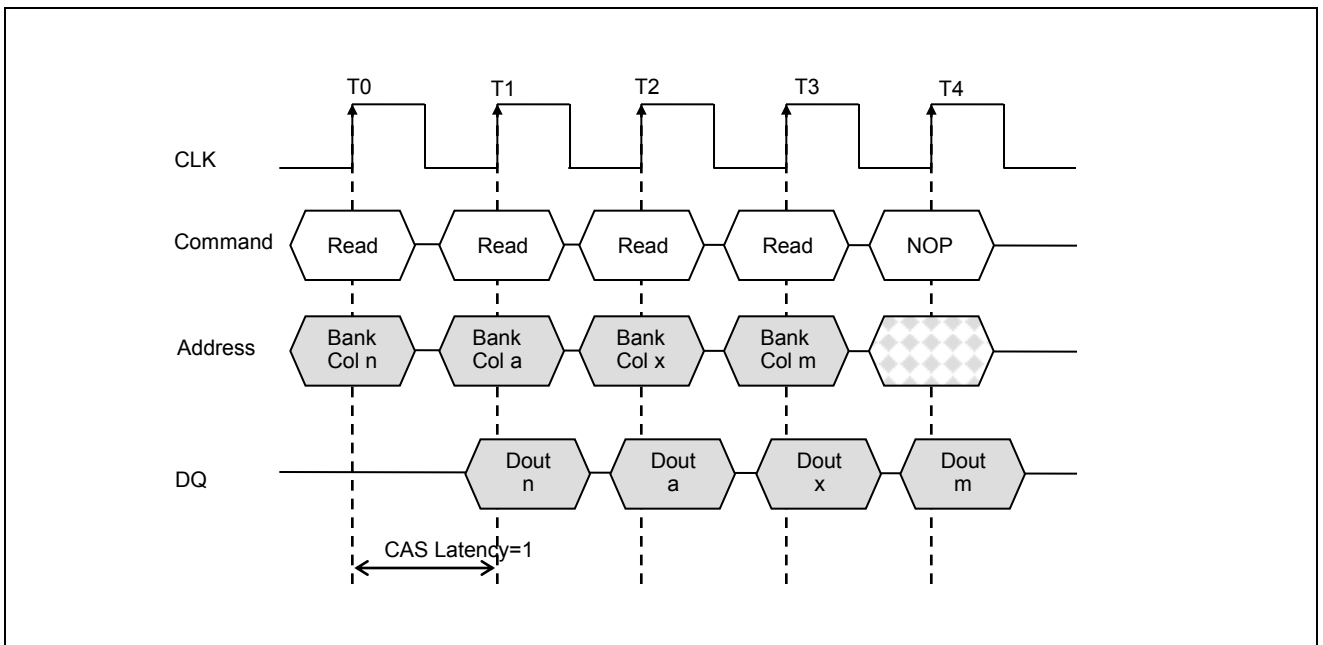 T0 T1 T2 T3 T4
CLK
Command Read Read Read Read NOP
Address Bank Col n Bank Col a Bank Col x Bank Col m
DQ Dout n Dout a Dout x Dout m
CAS Latency=1